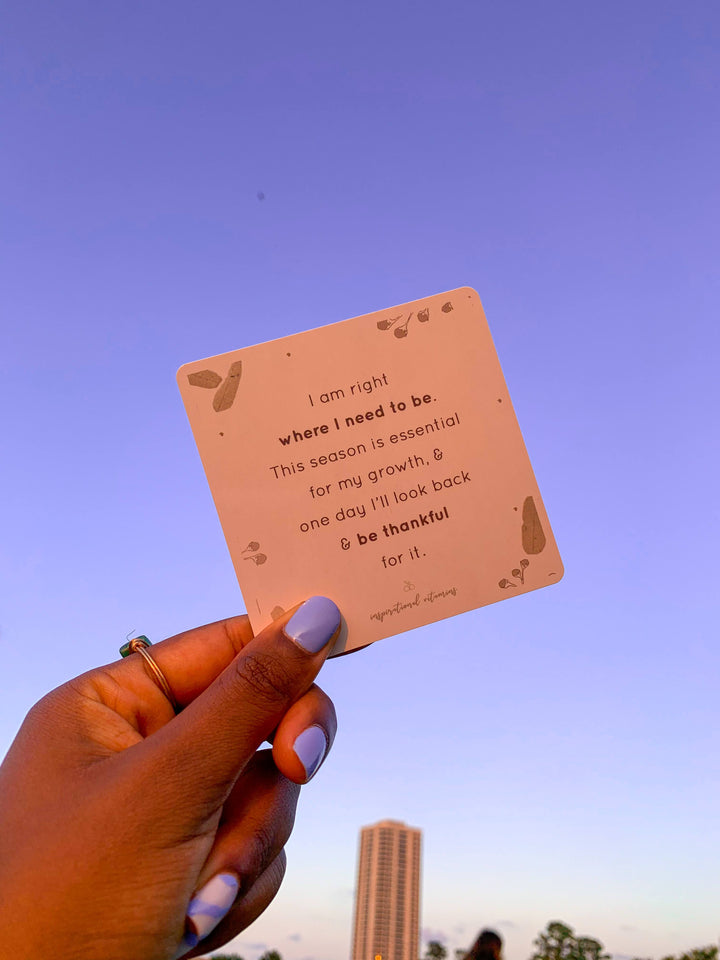 I am right
where I need to be.
This season is essential
for my growth, &
one day I'll look back
& be thankful
for it.
inspirational vitamins